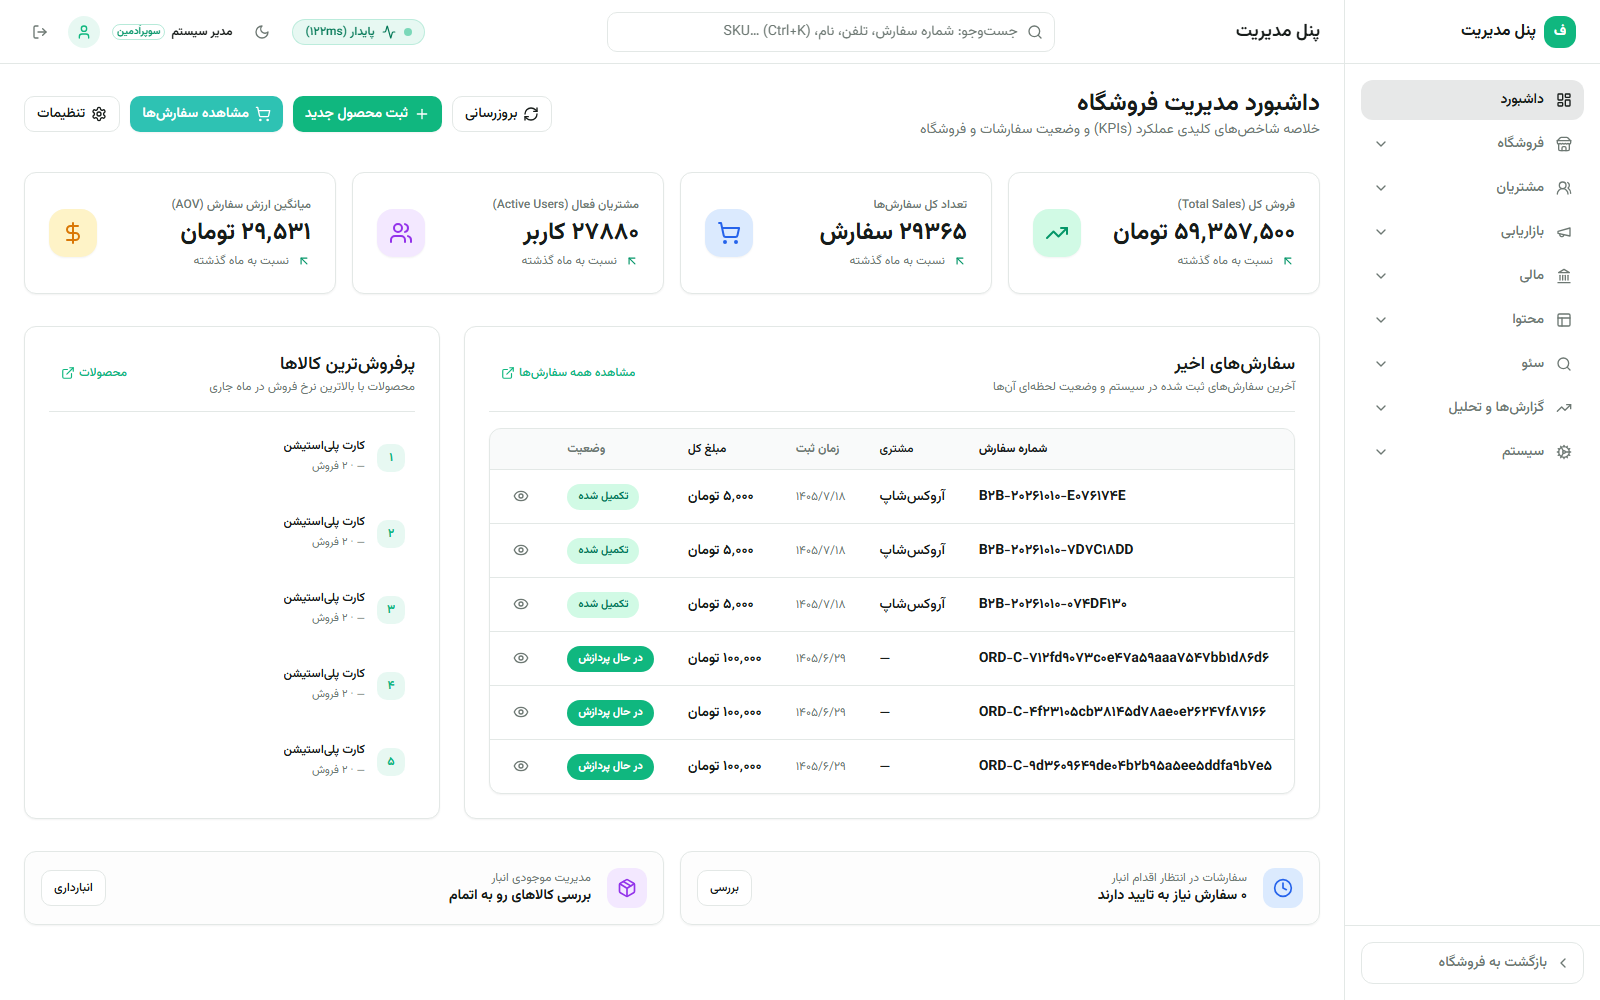 ف پنل مدیریت
داشبورد
فروشگاه
مشتریان
بازاریابی
مالی
محتوا
سئو
گزارش‌ها و تحلیل
سیستم
بازگشت به فروشگاه
پنل مدیریت
جست‌وجو: شماره سفارش، تلفن، نام، SKU... (Ctrl+K)
پایدار (۱۲۲ms)
مدیر سیستم سوپرادمین
داشبورد مدیریت فروشگاه
خلاصه شاخص‌های کلیدی عملکرد (KPIs) و وضعیت سفارشات و فروشگاه
بروزرسانی
ثبت محصول جدید
مشاهده سفارش‌ها
تنظیمات
فروش کل (Total Sales)
۵۹,۳۵۷,۵۰۰ تومان
نسبت به ماه گذشته
تعداد کل سفارش‌ها
۲۹۳۶۵ سفارش
نسبت به ماه گذشته
مشتریان فعال (Active Users)
۲۷۸۸۰ کاربر
نسبت به ماه گذشته
میانگین ارزش سفارش (AOV)
۲۹,۵۳۱ تومان
نسبت به ماه گذشته
سفارش‌های اخیر
آخرین سفارش‌های ثبت شده در سیستم و وضعیت لحظه‌ای آن‌ها
مشاهده همه سفارش‌ها
شماره سفارش مشتری زمان ثبت مبلغ کل وضعیت
B۲B-۲۰۲۶۱۰۱۰-E۰۷۶۱۷۴E آروکس‌شاپ ۱۴۰۵/۷/۱۸ ۵,۰۰۰ تومان تکمیل شده
B۲B-۲۰۲۶۱۰۱۰-۷D۷C۱۸DD آروکس‌شاپ ۱۴۰۵/۷/۱۸ ۵,۰۰۰ تومان تکمیل شده
B۲B-۲۰۲۶۱۰۱۰-۰۷۴DF۱۳۰ آروکس‌شاپ ۱۴۰۵/۷/۱۸ ۵,۰۰۰ تومان تکمیل شده
ORD-C-۷۱۲fd۹۰۷۳c۰e۴۷a۵۹aaa۷۵۴۷bb۱d۸۶d۶ — ۱۴۰۵/۶/۲۹ ۱۰۰,۰۰۰ تومان در حال پردازش
ORD-C-۴f۲۳۱۰۵cb۳۸۱۴۵d۷۸ae۰e۲۶۲۴۷f۸۷۱۶۶ — ۱۴۰۵/۶/۲۹ ۱۰۰,۰۰۰ تومان در حال پردازش
ORD-C-۹d۳۶۰۹۶۴۹de۰۴b۲b۹۵a۵ee۵ddfa۹b۷e۵ — ۱۴۰۵/۶/۲۹ ۱۰۰,۰۰۰ تومان در حال پردازش
پرفروش‌ترین کالاها
محصولات با بالاترین نرخ فروش در ماه جاری
محصولات
۱ کارت پلی‌استیشن
— · ۲۰ فروش
۲ کارت پلی‌استیشن
— · ۲۰ فروش
۳ کارت پلی‌استیشن
— · ۲۰ فروش
۴ کارت پلی‌استیشن
— · ۲۰ فروش
۵ کارت پلی‌استیشن
— · ۲۰ فروش
سفارشات در انتظار اقدام انبار
۰ سفارش نیاز به تایید دارند
بررسی
مدیریت موجودی انبار
بررسی کالاهای رو به اتمام
انبارداری